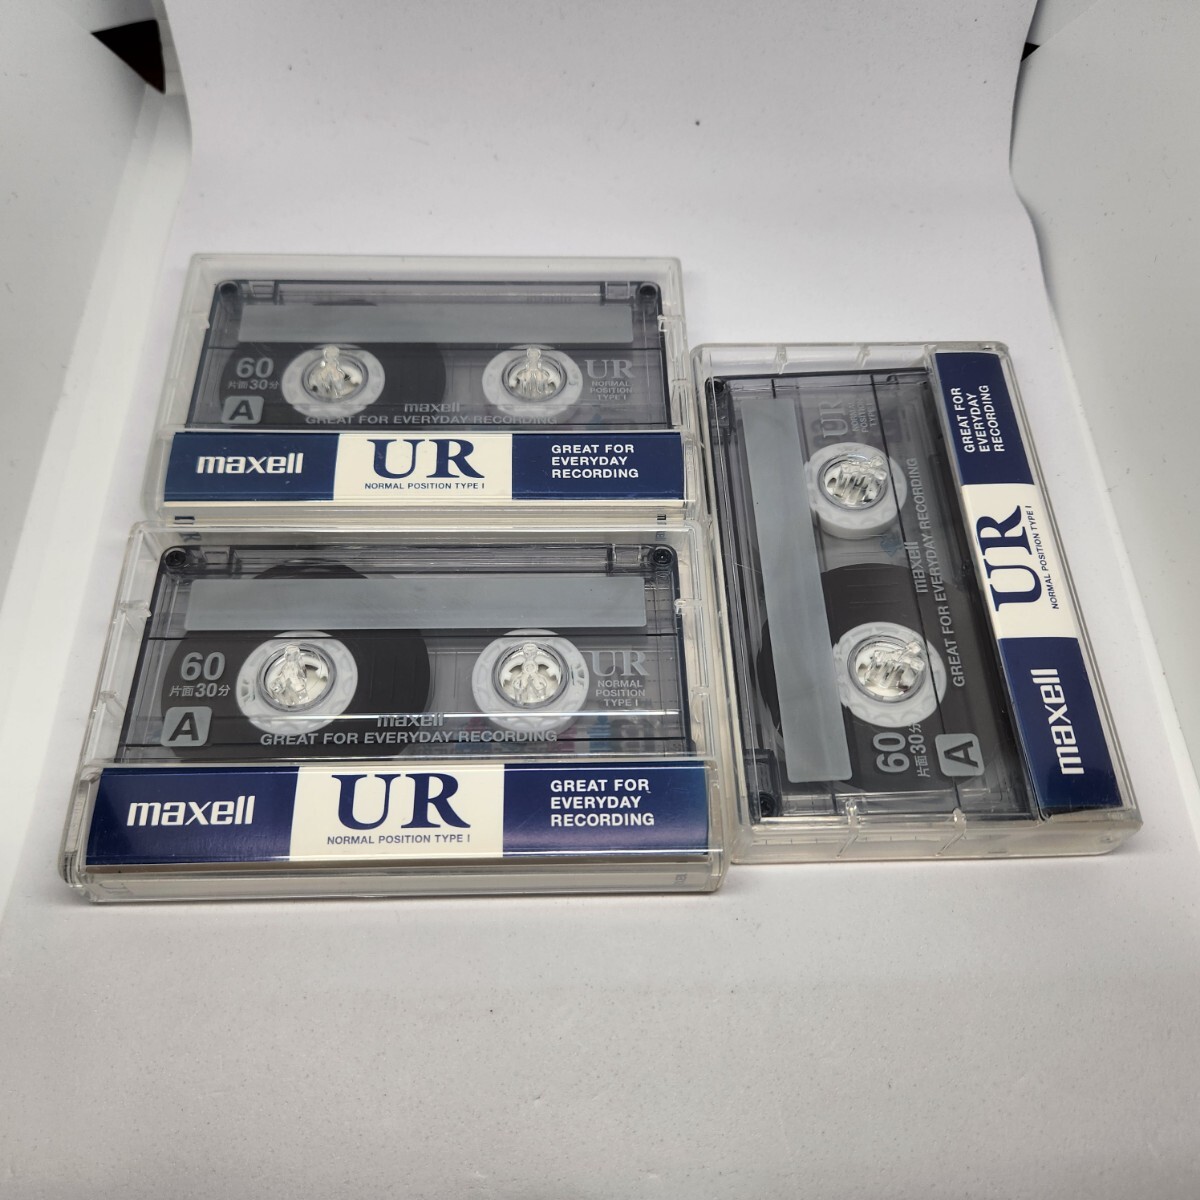 60
片面30分
A
UR
NORMAL
POSITION
TYPE I
maxell
GREAT FOR EVERYDAY RECORDING
maxell
UR
NORMAL POSITION TYPE I
GREAT FOR
EVERYDAY
RECORDING
60
片面30分
A
UR
NORMAL
POSITION
TYPE I
maxell
GREAT FOR EVERYDAY RECORDING
maxell
UR
NORMAL POSITION TYPE I
GREAT FOR
EVERYDAY
RECORDING
60
片面30分
A
UR
NORMAL
POSITION
TYPE I
maxell
GREAT FOR EVERYDAY RECORDING
maxell
UR
NORMAL POSITION TYPE I
GREAT FOR
EVERYDAY
RECORDING